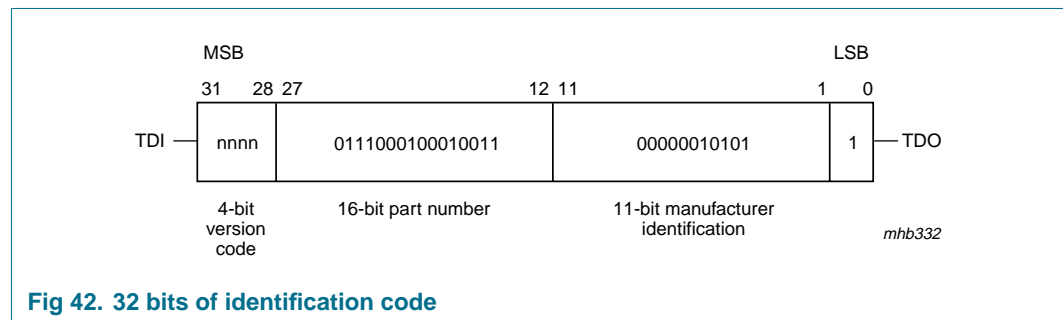 MSB LSB
31 28 27 12 11 1 0
TDI nnnn 0111000100010011 00000010101 1 TDO
4-bit 16-bit part number 11-bit manufacturer
version identification
code
mhb332
Fig 42. 32 bits of identification code